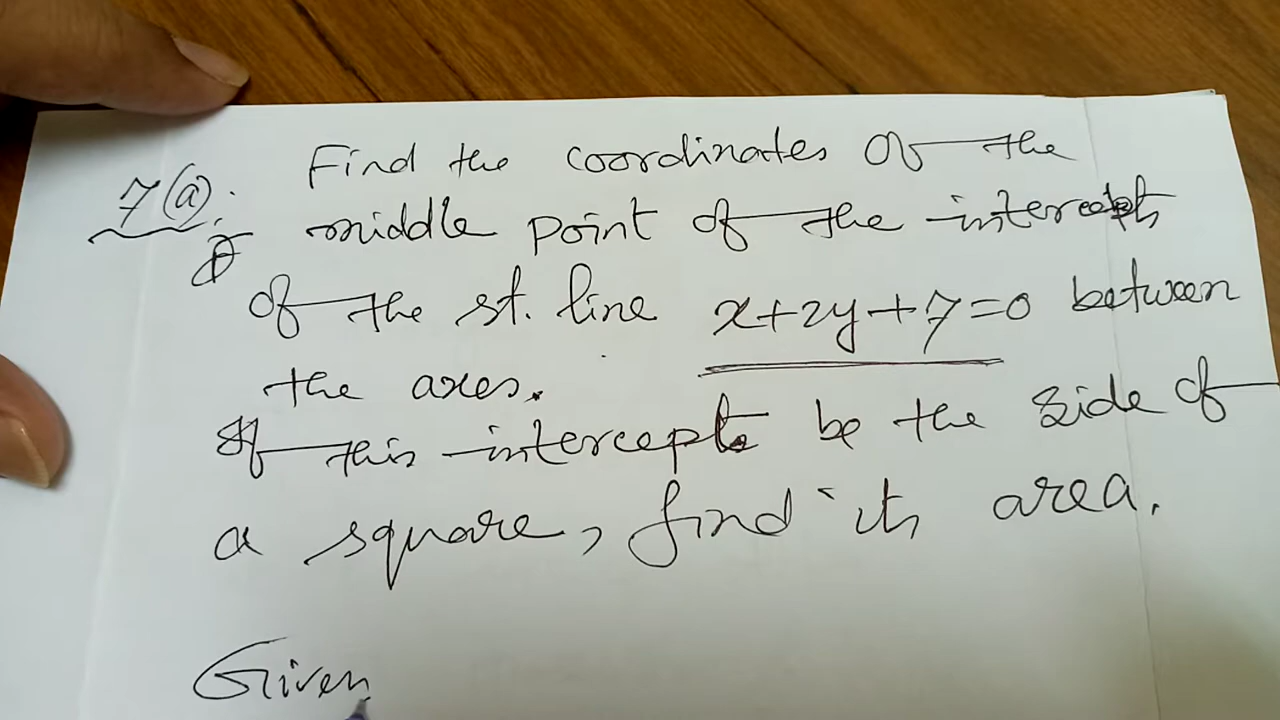 7(a). Find the coordinates of the
middle point of the intercepts
of the st. line x+2y+7=0 between
the axes.
If this intercepts be the side of
a square, find its area.
Given